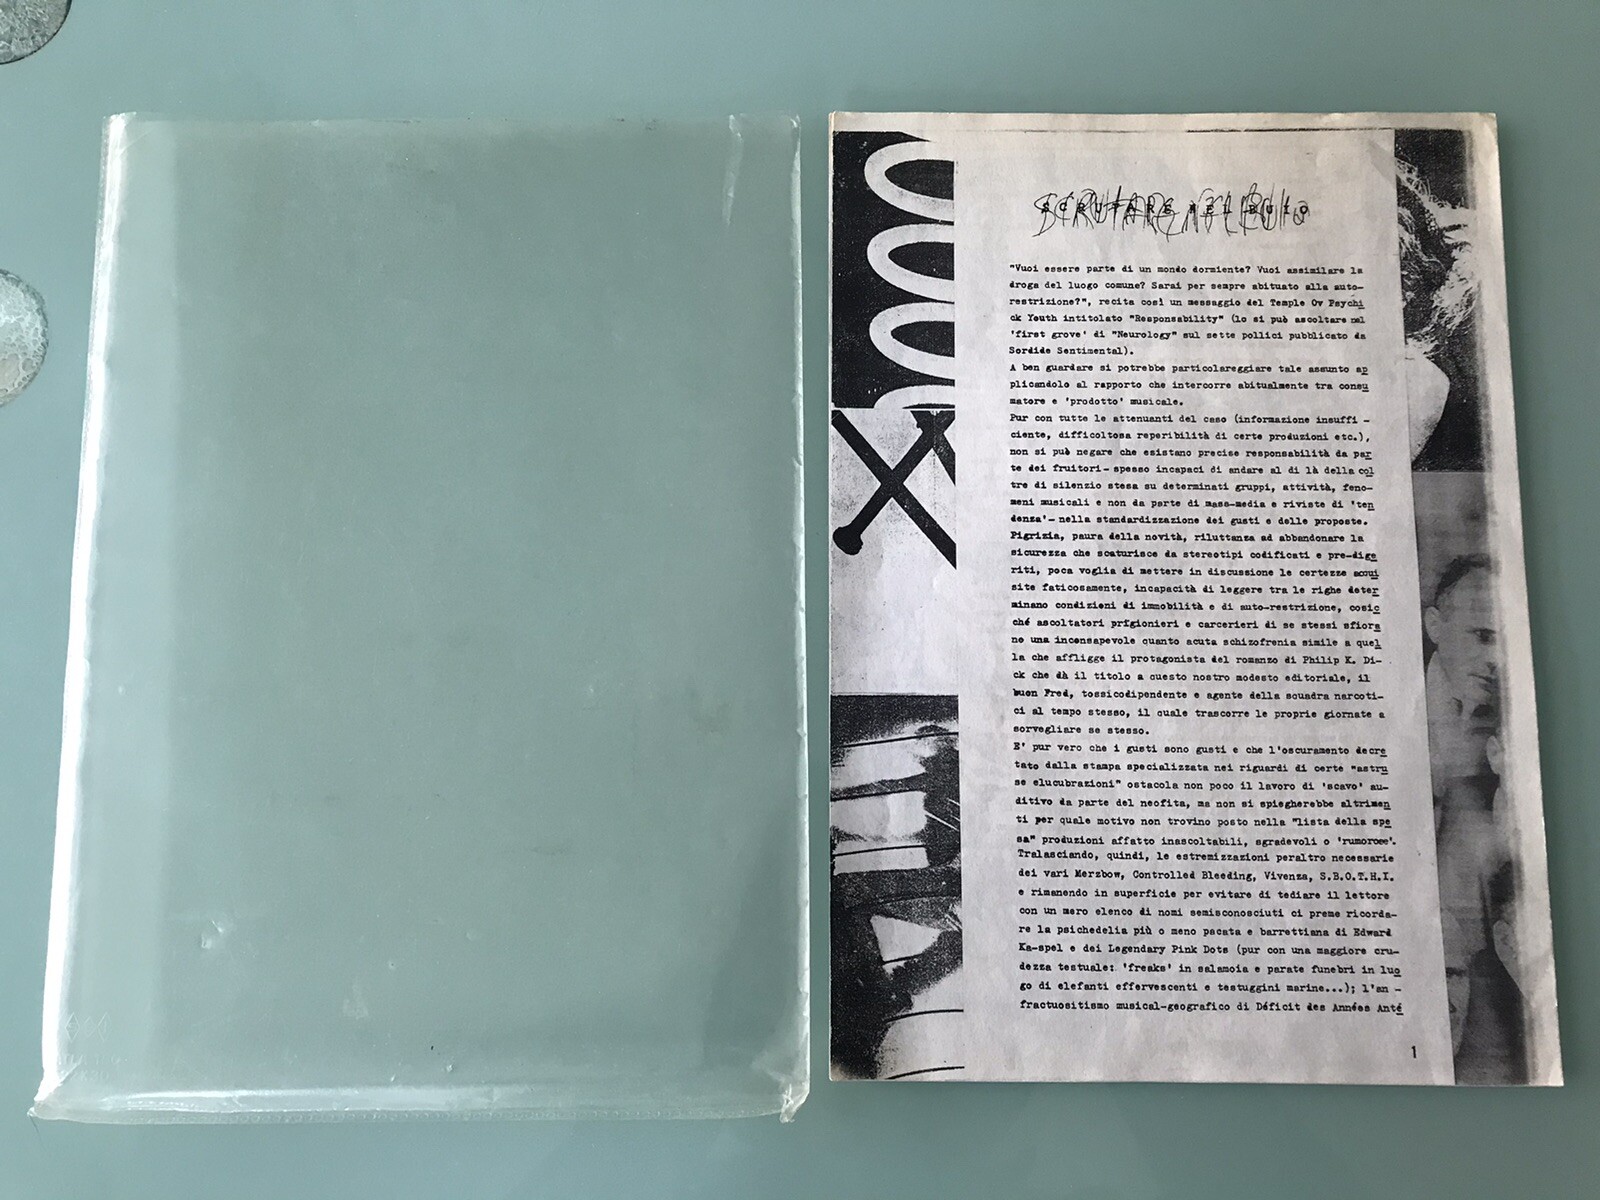 SCRUTARE NEL BUIO
"Vuoi essere parte di un mondo dormiente? Vuoi assimilare la
droga del luogo comune? Sarai per sempre abituato alla auto-
restrizione?", recita così un messaggio del Temple Ov Psychi
ck Youth intitolato "Responsability" (lo si può ascoltare nel
'first grove' di "Neurology" sul sette pollici pubblicato da
Sordide Sentimental).
A ben guardare si potrebbe particolareggiare tale assunto ap
plicandolo al rapporto che intercorre abitualmente tra consu
matore e 'prodotto' musicale.
Pur con tutte le attenuanti del caso (informazione insuffi -
ciente, difficoltosa reperibilità di certe produzioni etc.),
non si può negare che esistano precise responsabilità da par
te dei fruitori- spesso incapaci di andare al di là della col
tre di silenzio stesa su determinati gruppi, attività, feno-
meni musicali e non da parte di mass-media e riviste di 'ten
denza'- nella standardizzazione dei gusti e delle proposte.
Pigrizia, paura della novità, riluttanza ad abbandonare la
sicurezza che scaturisce da stereotipi codificati e pre-dige
riti, poca voglia di mettere in discussione le certezze acqui
site faticosamente, incapacità di leggere tra le righe deter
minano condizioni di immobilità e di auto-restrizione, cosic
ché ascoltatori prigionieri e carcerieri di se stessi sfiora
no una inconsapevole quanto acuta schizofrenia simile a quel
la che affligge il protagonista del romanzo di Philip K. Di-
ck che dà il titolo a questo nostro modesto editoriale, il
buon Fred, tossicodipendente e agente della squadra narcoti-
ci al tempo stesso, il quale trascorre le proprie giornate a
sorvegliare se stesso.
E' pur vero che i gusti sono gusti e che l'oscuramento decre
tato dalla stampa specializzata nei riguardi di certe "astru
se elucubrazioni" ostacola non poco il lavoro di 'scavo' au-
ditivo da parte del neofita, ma non si spiegherebbe altrimen
ti per quale motivo non trovino posto nella "lista della spe
sa" produzioni affatto inascoltabili, sgradevoli o 'rumorose'.
Tralasciando, quindi, le estremizzazioni peraltro necessarie
dei vari Merzbow, Controlled Bleeding, Vivenza, S.B.O.T.H.I.
e rimanendo in superficie per evitare di tediare il lettore
con un mero elenco di nomi semisconosciuti ci preme ricorda-
re la psichedelia più o meno pacata e barrettiana di Edward
Ka-spel e dei Legendary Pink Dots (pur con una maggiore cru-
dezza testuale: 'freaks' in salamoia e parate funebri in luo
go di elefanti effervescenti e testuggini marine...); l'an -
fractuositismo musical-geografico di Déficit des Années Anté
1